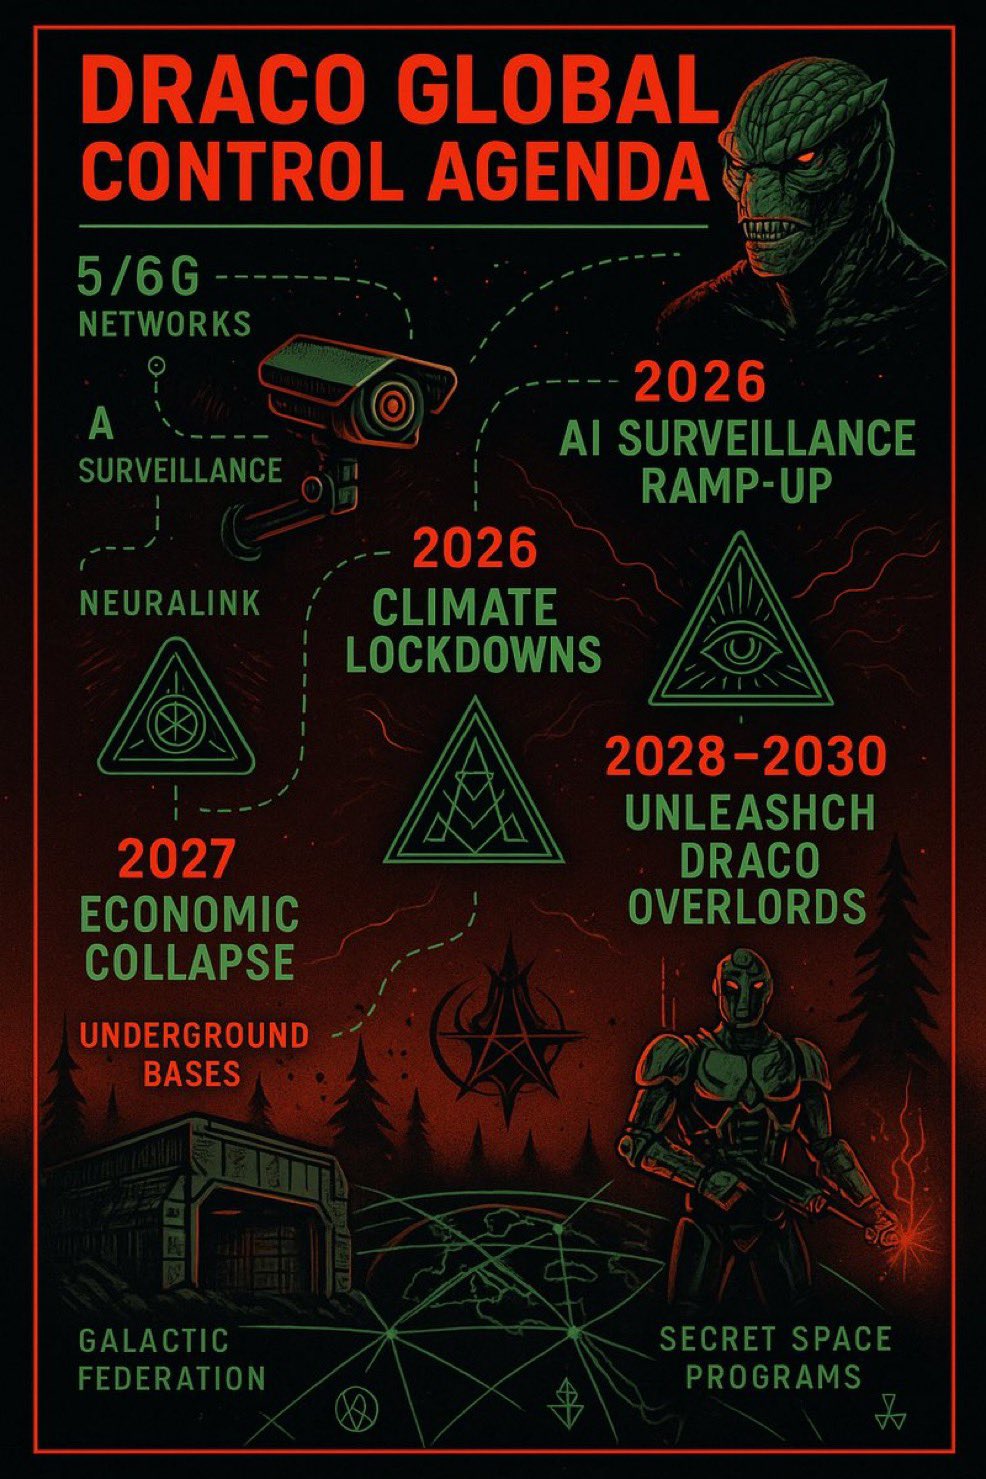 DRACO GLOBAL
CONTROL AGENDA
5/6G
NETWORKS
A
SURVEILLANCE
NEURALINK
2026
AI SURVEILLANCE
RAMP-UP
2026
CLIMATE
LOCKDOWNS
2028–2030
UNLEASHCH
DRACO
OVERLORDS
2027
ECONOMIC
COLLAPSE
UNDERGROUND
BASES
GALACTIC
FEDERATION
SECRET SPACE
PROGRAMS